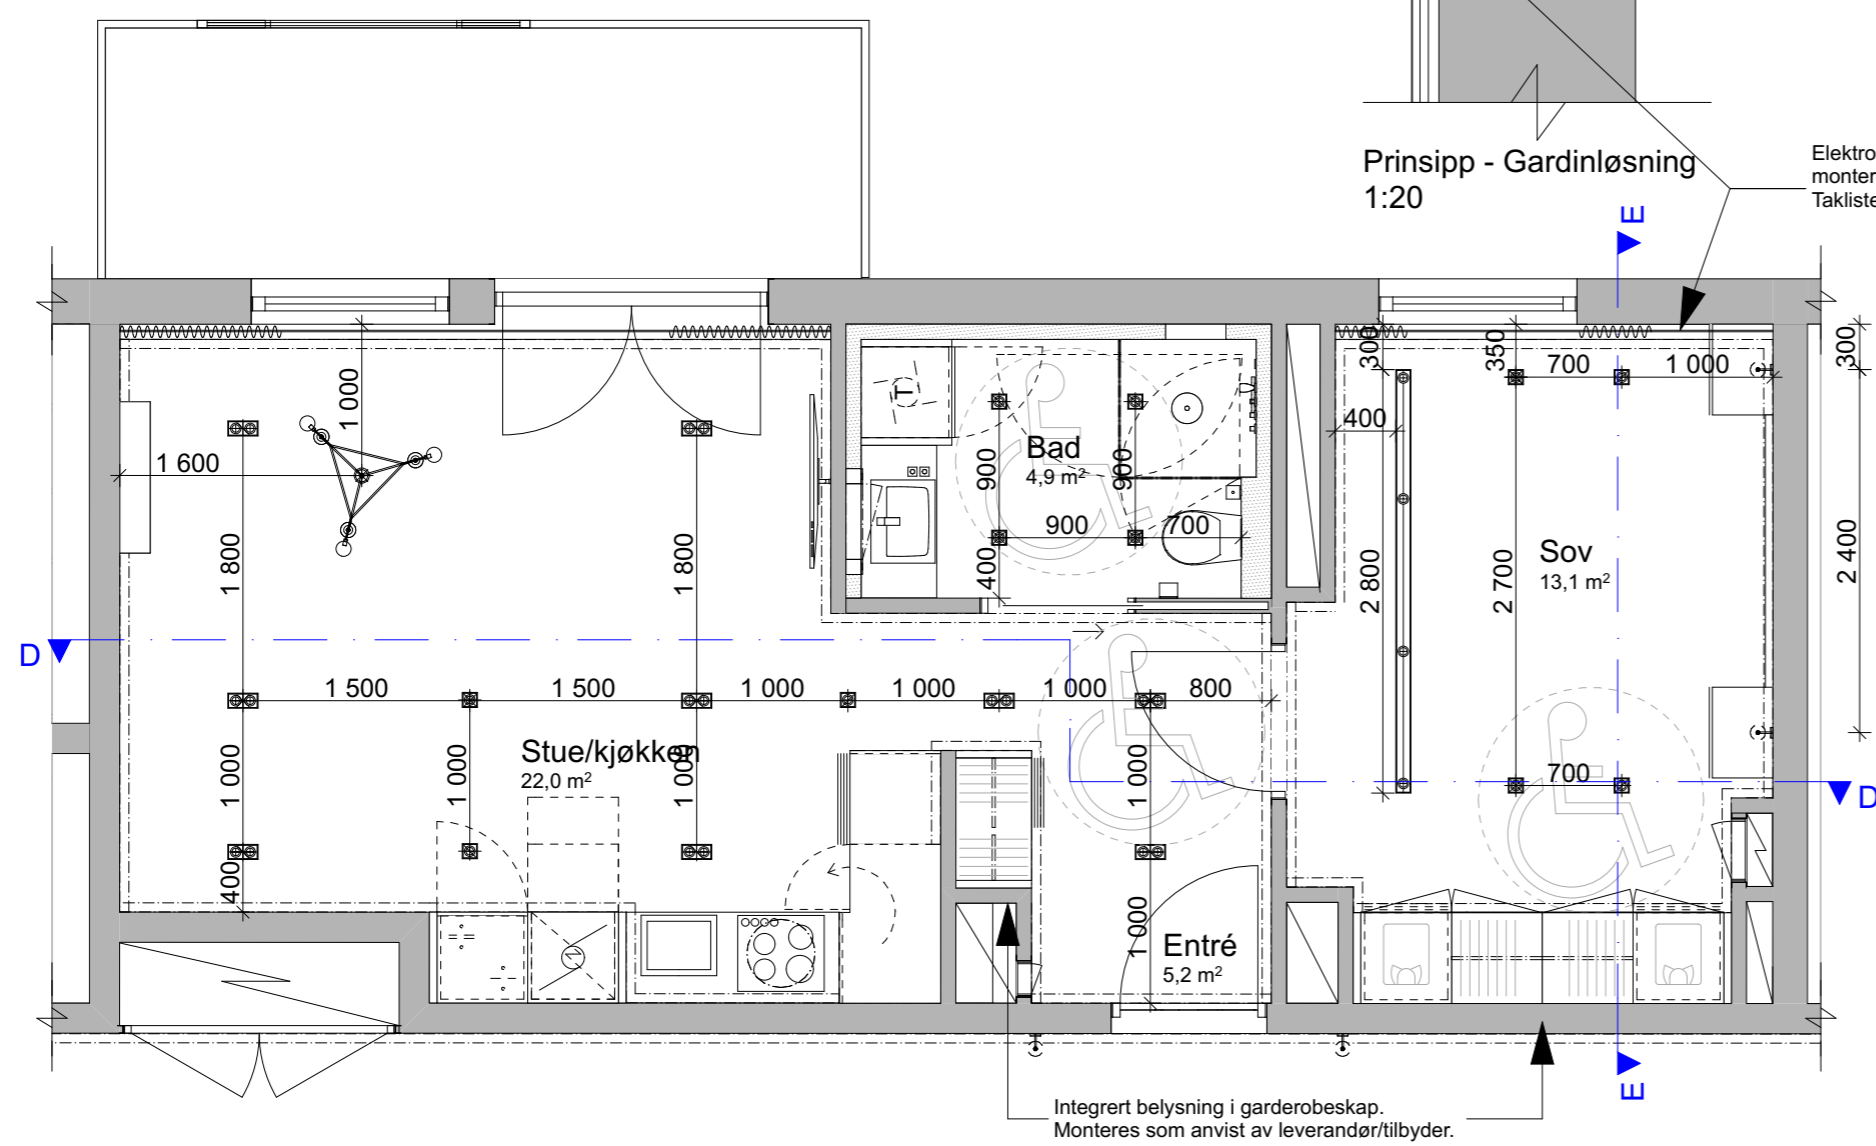 Prinsipp - Gardinløsning
1:20
Elektro
monter
Takliste
E
300
350
700
1 000
300
1 000
400
T
1 600
Bad
4,9 m²
900
900
900
700
400
1 800
1 800
Sov
13,1 m²
2 800
2 700
2 400
D
1 500
1 500
1 000
1 000
1 000
800
Stue/kjøkken
22,0 m²
1 000
1 000
1 000
1 000
700
D
400
1 000
Entré
5,2 m²
E
Integrert belysning i garderobeskap.
Monteres som anvist av leverandør/tilbyder.